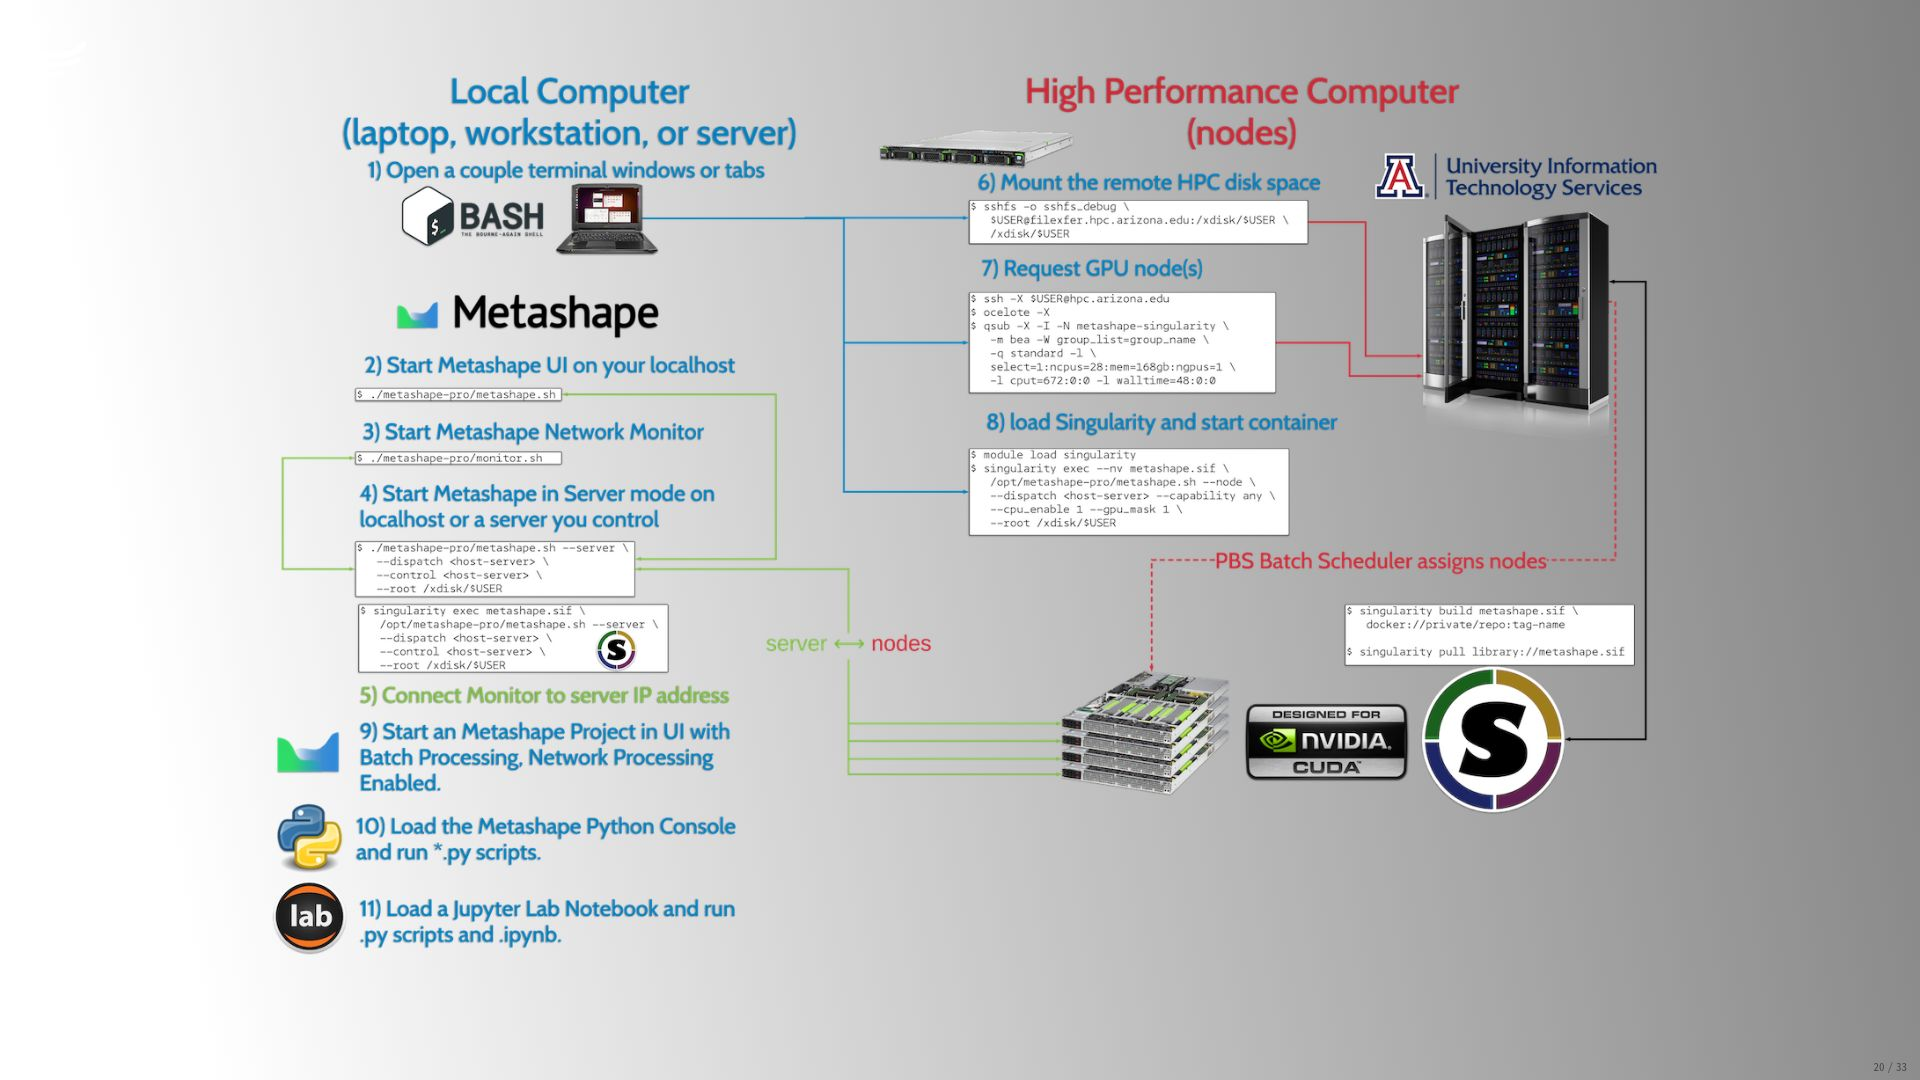 Local Computer
(laptop, workstation, or server)
1) Open a couple terminal windows or tabs
BASH
THE BOURNE-AGAIN SHELL
Metashape
2) Start Metashape UI on your localhost
$ ./metashape-pro/metashape.sh
3) Start Metashape Network Monitor
$ ./metashape-pro/monitor.sh
4) Start Metashape in Server mode on
localhost or a server you control
$ ./metashape-pro/metashape.sh --server \
--dispatch <host-server> \
--control <host-server> \
--root /xdisk/$USER
$ singularity exec metashape.sif \
/opt/metashape-pro/metashape.sh --server \
--dispatch <host-server> \
--control <host-server> \
--root /xdisk/$USER
S
5) Connect Monitor to server IP address
9) Start an Metashape Project in UI with
Batch Processing, Network Processing
Enabled.
10) Load the Metashape Python Console
and run *.py scripts.
lab
11) Load a Jupyter Lab Notebook and run
.py scripts and .ipynb.
server ⟷ nodes
High Performance Computer
(nodes)
A
University Information
Technology Services
6) Mount the remote HPC disk space
$ sshfs -o sshfs_debug \
$USER@filexfer.hpc.arizona.edu:/xdisk/$USER \
/xdisk/$USER
7) Request GPU node(s)
$ ssh -X $USER@hpc.arizona.edu
$ ocelote -X
$ qsub -X -I -N metashape-singularity \
-m bea -W group_list=group_name \
-q standard -l \
select=1:ncpus=28:mem=168gb:ngpus=1 \
-l cput=672:0:0 -l walltime=48:0:0
8) load Singularity and start container
$ module load singularity
$ singularity exec --nv metashape.sif \
/opt/metashape-pro/metashape.sh --node \
--dispatch <host-server> --capability any \
--cpu_enable 1 --gpu_mask 1 \
--root /xdisk/$USER
PBS Batch Scheduler assigns nodes
$ singularity build metashape.sif \
docker://private/repo:tag-name
$ singularity pull library://metashape.sif
DESIGNED FOR
NVIDIA.
CUDA™
S
20 / 33